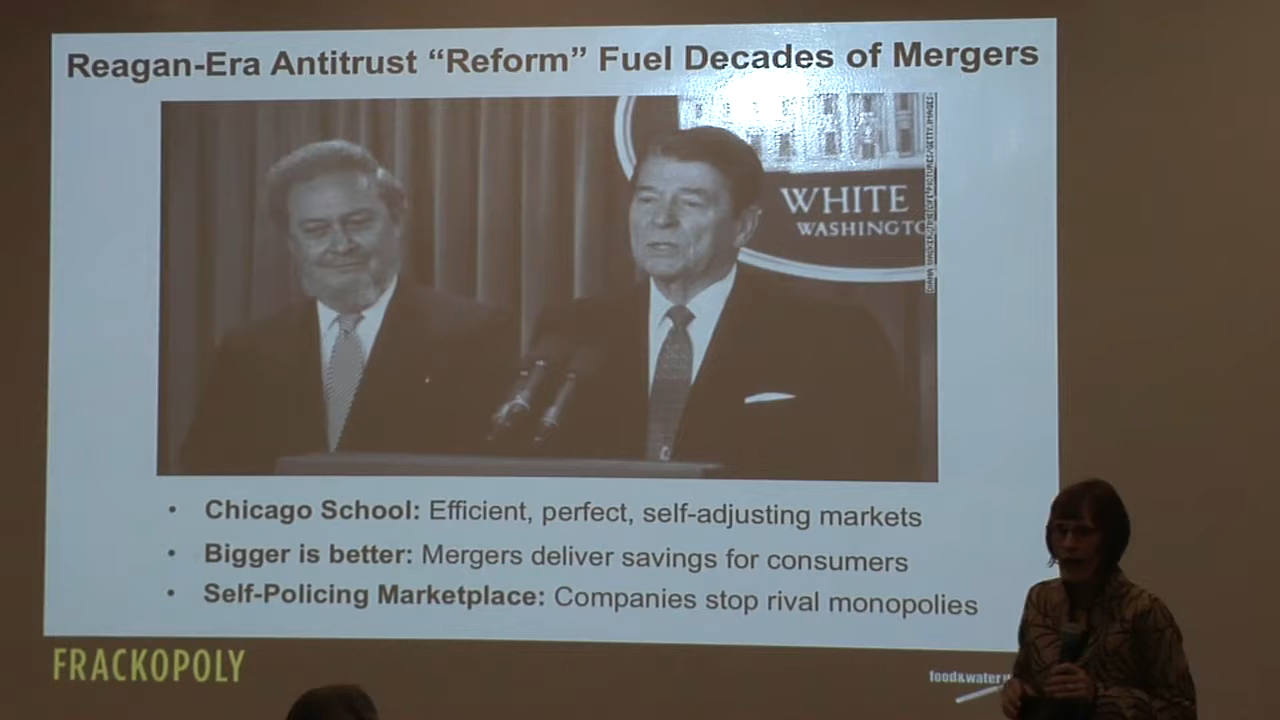 Reagan-Era Antitrust “Reform” Fuel Decades of Mergers
WHITE
WASHINGTO
• Chicago School: Efficient, perfect, self-adjusting markets
• Bigger is better: Mergers deliver savings for consumers
• Self-Policing Marketplace: Companies stop rival monopolies
FRACKOPOLY
food&water